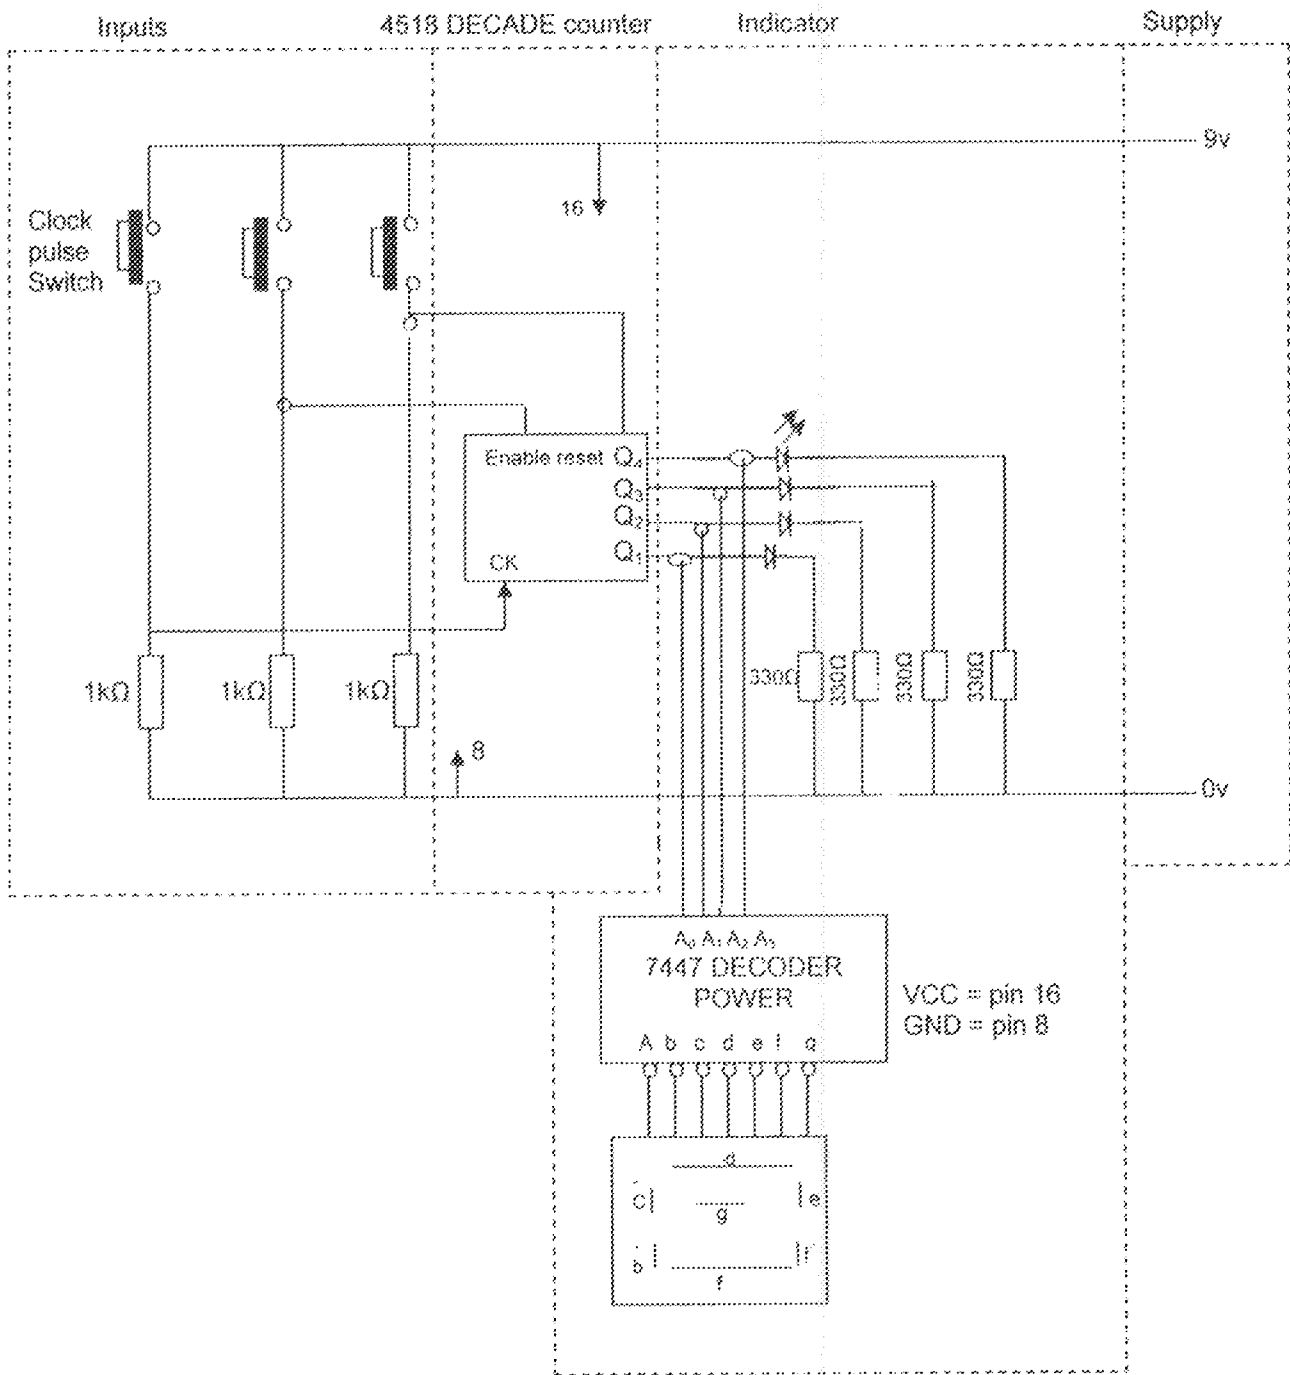 Inputs
4518 DECADE counter
Indicator
Supply
9v
16
Clock
pulse
Switch
Enable reset Q4
Q3
Q2
Q1
CK
1kΩ
1kΩ
1kΩ
330Ω
330Ω
330Ω
330Ω
8
0v
A0 A1 A2 A3
7447 DECODER
POWER
VCC = pin 16
GND = pin 8
A b c d e f q
d
C
e
g
b
f